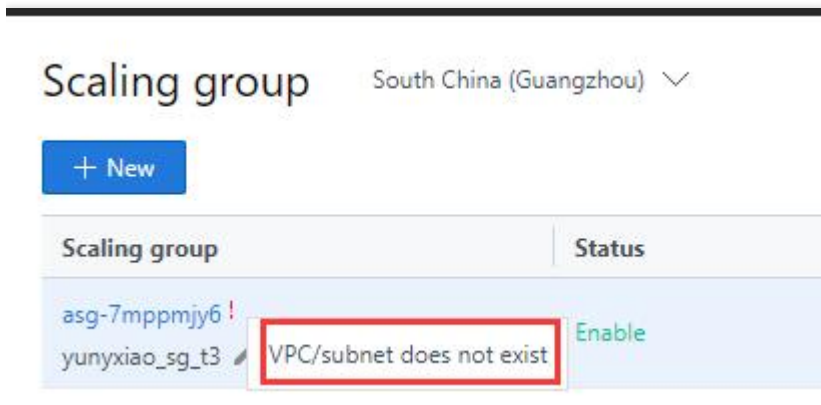 Scaling group South China (Guangzhou)
+ New
Scaling group Status
asg-7mppmjy6 !
yunyxiao_sg_t3 VPC/subnet does not exist Enable